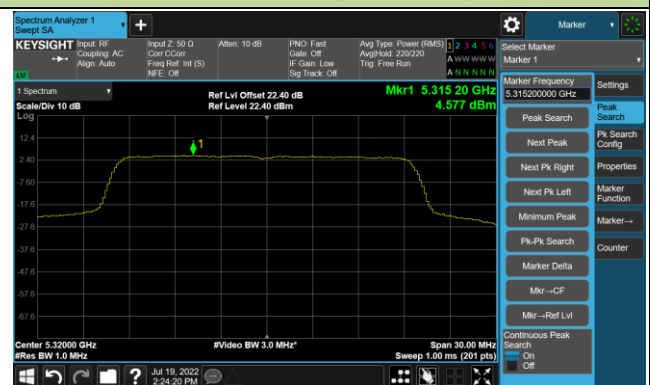 Spectrum Analyzer 1
Swept SA
+
Marker
KEYSIGHT
Input: RF
Coupling: AC
Align: Auto
Input Z: 50 Ω
Corr CCorr
Freq Ref: Int (S)
NFE: Off
Atten: 10 dB
PNO: Fast
Gate: Off
IF Gain: Low
Sig Track: Off
Avg Type: Power (RMS)
Avg|Hold: 220/220
Trig: Free Run
1 2 3 4 5 6
A W W W W W
A N N N N N
LXI
1 Spectrum
Scale/Div 10 dB
Log
Ref Lvl Offset 22.40 dB
Ref Level 22.40 dBm
Mkr1 5.315 20 GHz
4.577 dBm
1
12.4
2.40
-7.60
-17.6
-27.6
-37.6
-47.6
-57.6
-67.6
Center 5.32000 GHz
#Res BW 1.0 MHz
#Video BW 3.0 MHz*
Span 30.00 MHz
Sweep 1.00 ms (201 pts)
Select Marker
Marker 1
Marker Frequency
5.315200000 GHz
Peak Search
Next Peak
Next Pk Right
Next Pk Left
Minimum Peak
Pk-Pk Search
Marker Delta
Mkr→CF
Mkr→Ref Lvl
Continuous Peak
Search
On
Off
Settings
Peak
Search
Pk Search
Config
Properties
Marker
Function
Marker→
Counter
?
Jul 19, 2022
2:24:20 PM